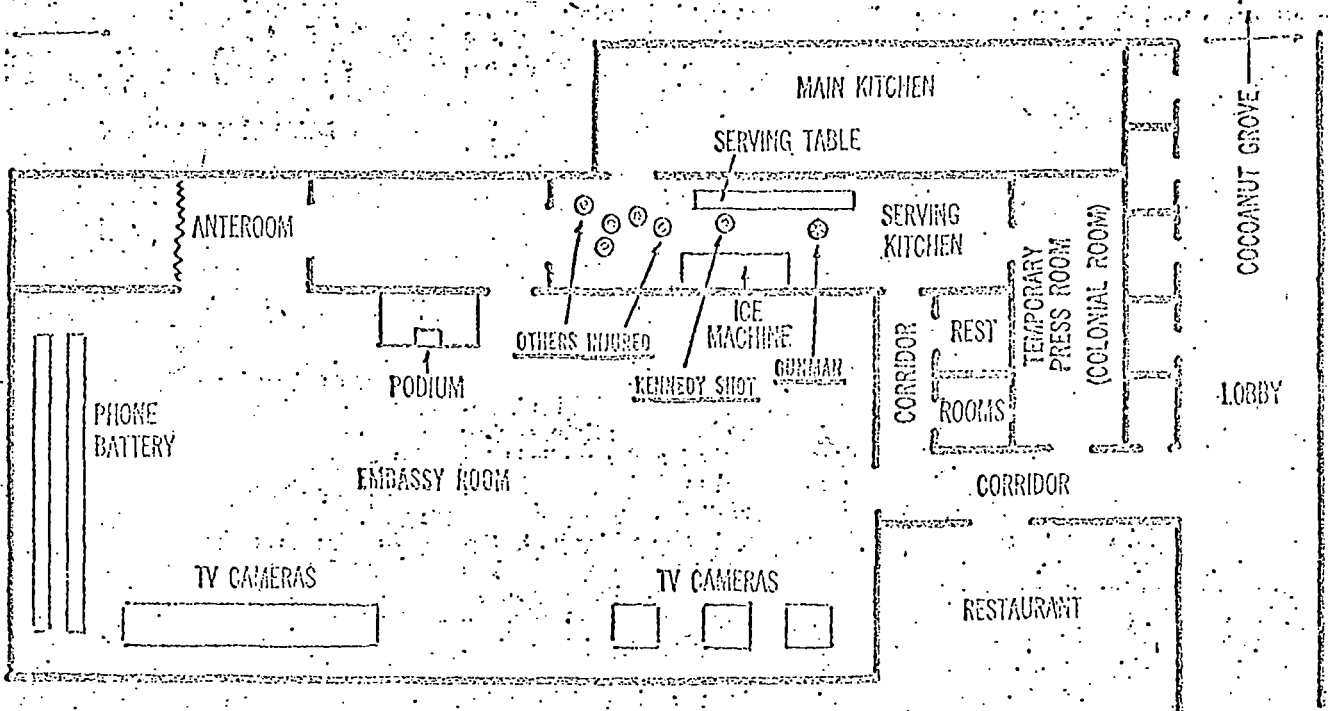 MAIN KITCHEN
SERVING TABLE
COCOANUT GROVE
ANTEROOM
SERVING
KITCHEN
TEMPORARY
PRESS ROOM
(COLONIAL ROOM)
ICE
MACHINE
OTHERS INJURED
KENNEDY SHOT
GUNMAN
CORRIDOR
REST
ROOMS
PODIUM
LOBBY
PHONE
BATTERY
EMBASSY ROOM
CORRIDOR
TV CAMERAS
TV CAMERAS
RESTAURANT